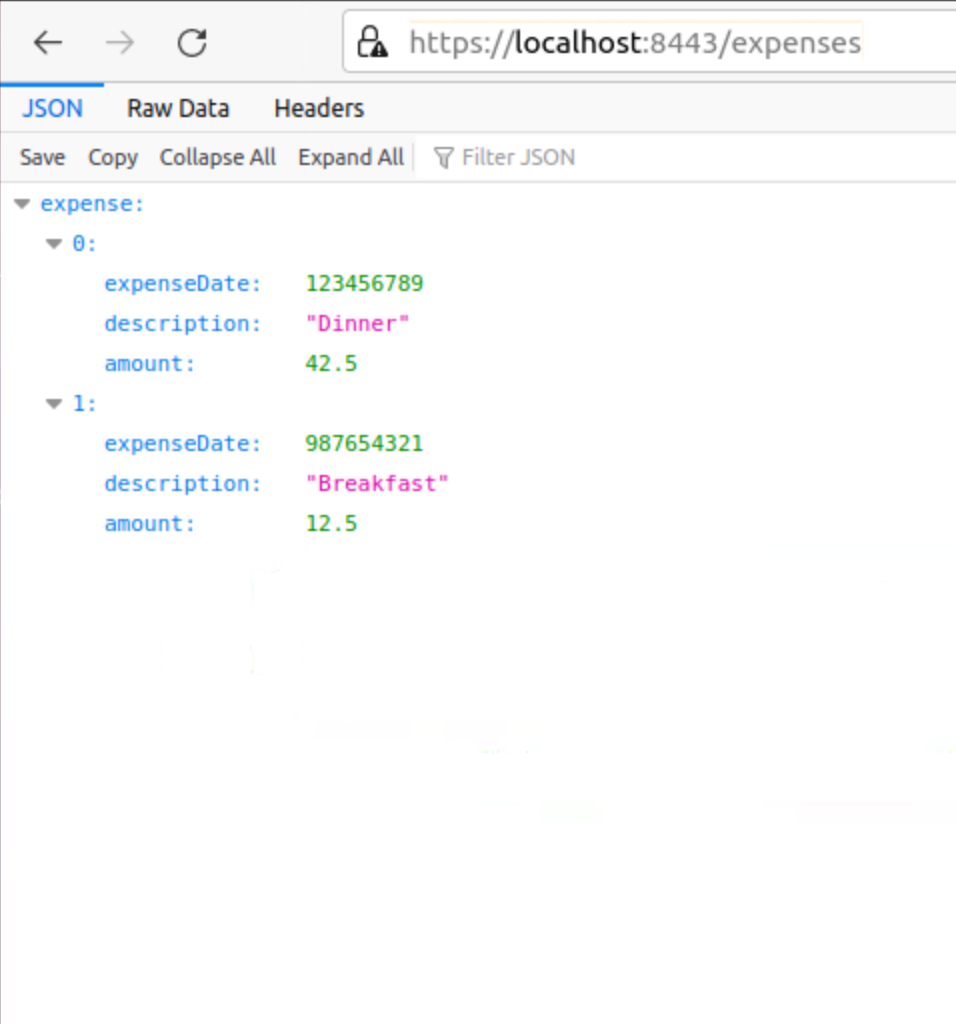 https://localhost:8443/expenses
JSON Raw Data Headers
Save Copy Collapse All Expand All Filter JSON
expense:
0:
expenseDate: 123456789
description: "Dinner"
amount: 42.5
1:
expenseDate: 987654321
description: "Breakfast"
amount: 12.5